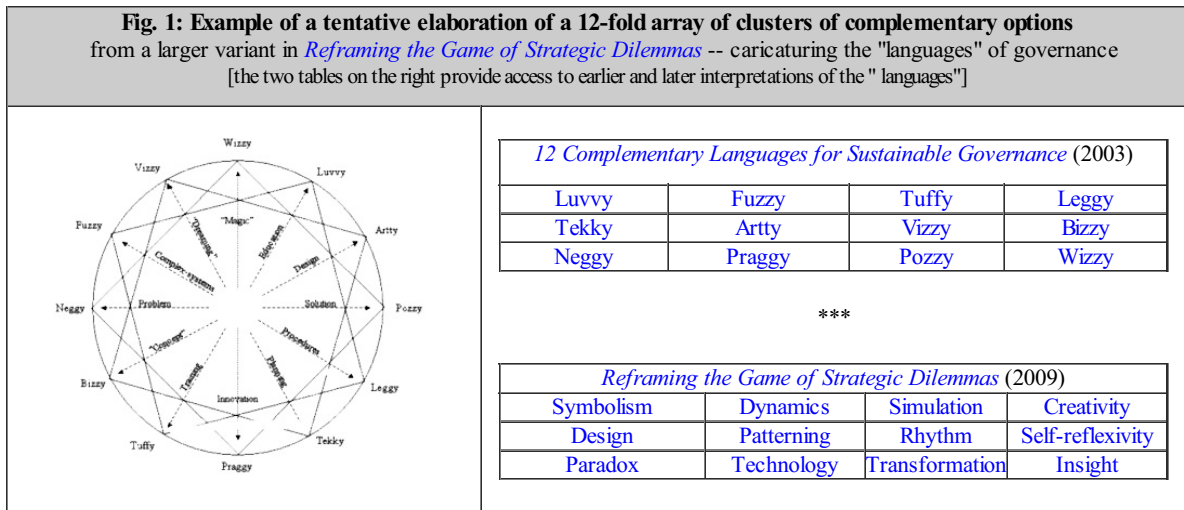 Fig. 1: Example of a tentative elaboration of a 12-fold array of clusters of complementary options
from a larger variant in Reframing the Game of Strategic Dilemmas -- caricaturing the "languages" of governance
[the two tables on the right provide access to earlier and later interpretations of the " languages"]
Wizzy
Vizzy
Luvvy
Fuzzy
Artty
"Magic"
"Dreaming"
Education
Complex systems
Design
Neggy
Problem
Solution
Pozzy
"Concept"
Procedures
Training
Planning
Bizzy
Innovation
Leggy
Tuffy
Tekky
Praggy
12 Complementary Languages for Sustainable Governance (2003)
Luvvy Fuzzy Tuffy Leggy
Tekky Artty Vizzy Bizzy
Neggy Praggy Pozzy Wizzy
***
Reframing the Game of Strategic Dilemmas (2009)
Symbolism Dynamics Simulation Creativity
Design Patterning Rhythm Self-reflexivity
Paradox Technology Transformation Insight